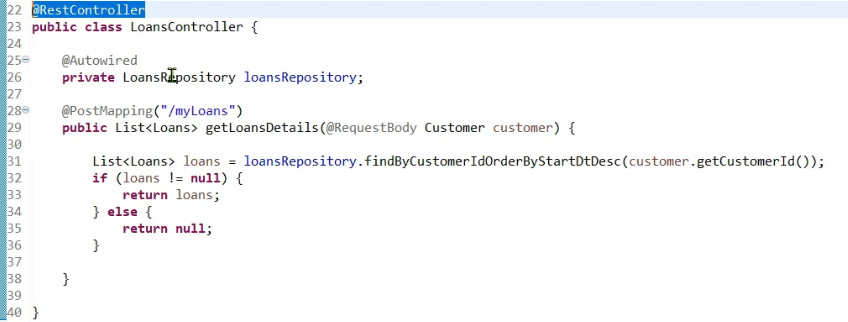 22 @RestController
23 public class LoansController {
24
25 @Autowired
26 private LoansRepository loansRepository;
27
28 @PostMapping("/myLoans")
29 public List<Loans> getLoansDetails(@RequestBody Customer customer) {
30
31 List<Loans> loans = loansRepository.findByCustomerIdOrderByStartDtDesc(customer.getCustomerId());
32 if (loans != null) {
33 return loans;
34 } else {
35 return null;
36 }
37
38 }
39
40 }